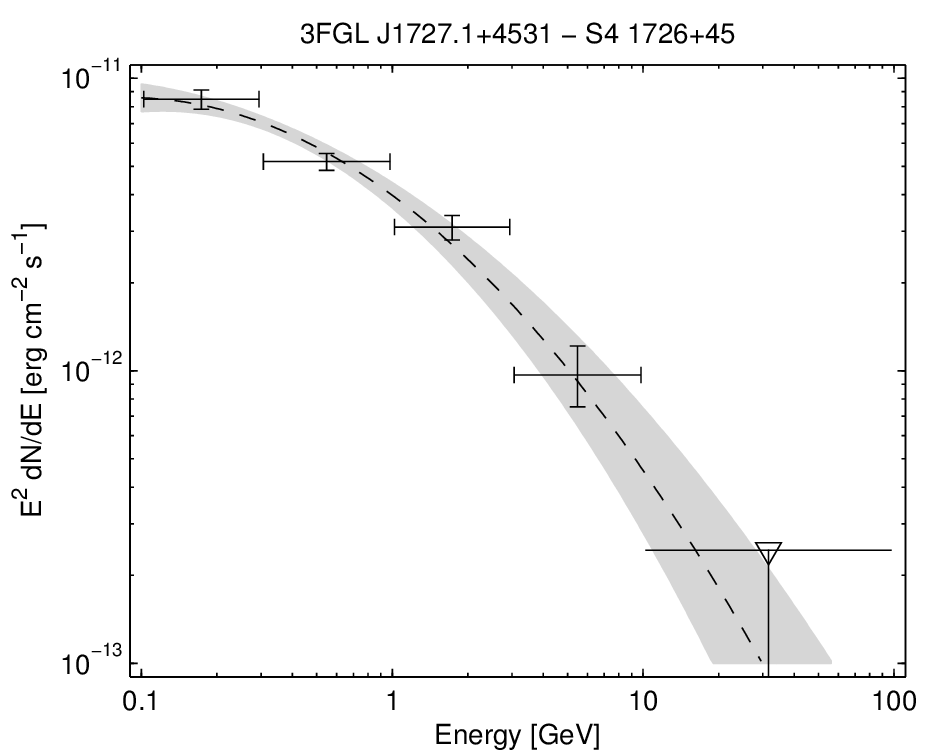 3FGL J1727.1+4531 − S4 1726+45
10⁻¹¹
10⁻¹²
10⁻¹³
E² dN/dE [erg cm⁻² s⁻¹]
0.1 1 10 100
Energy [GeV]